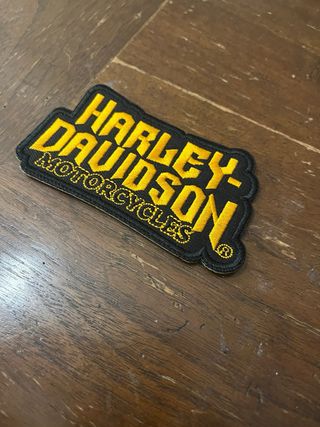 HARLEY-
DAVIDSON
MOTORCYCLES
®